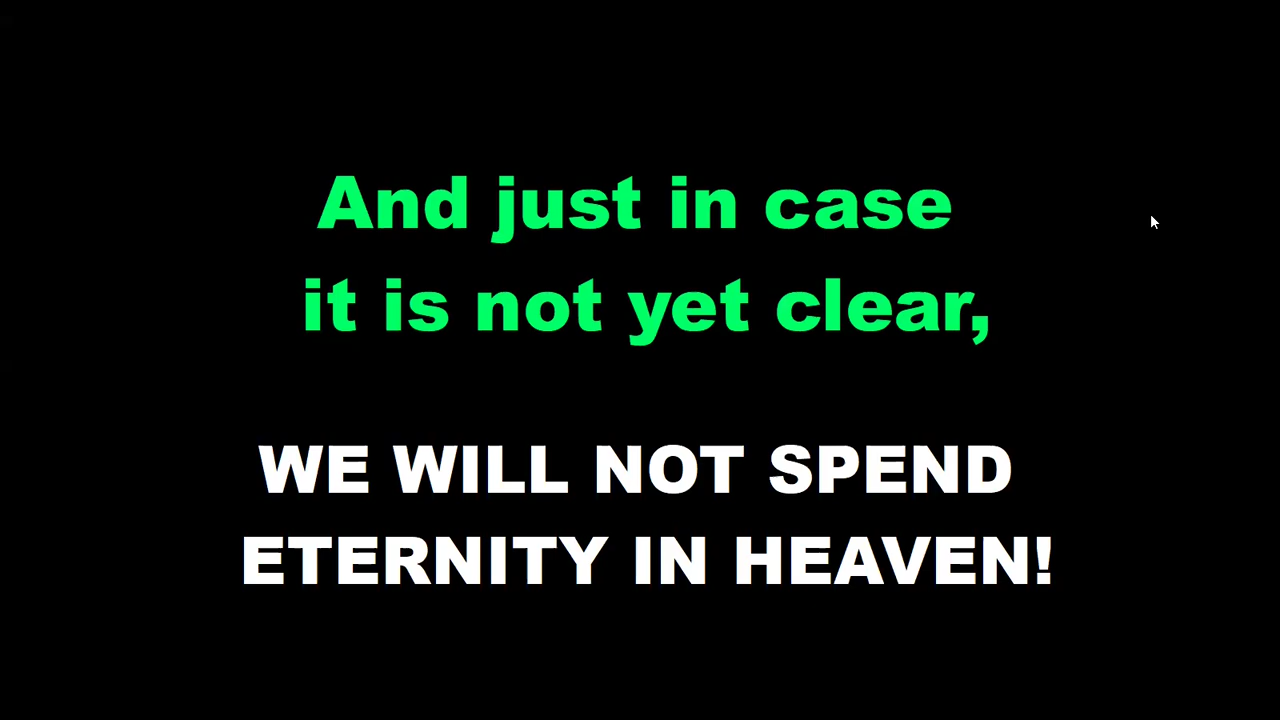 And just in case
it is not yet clear,
WE WILL NOT SPEND
ETERNITY IN HEAVEN!